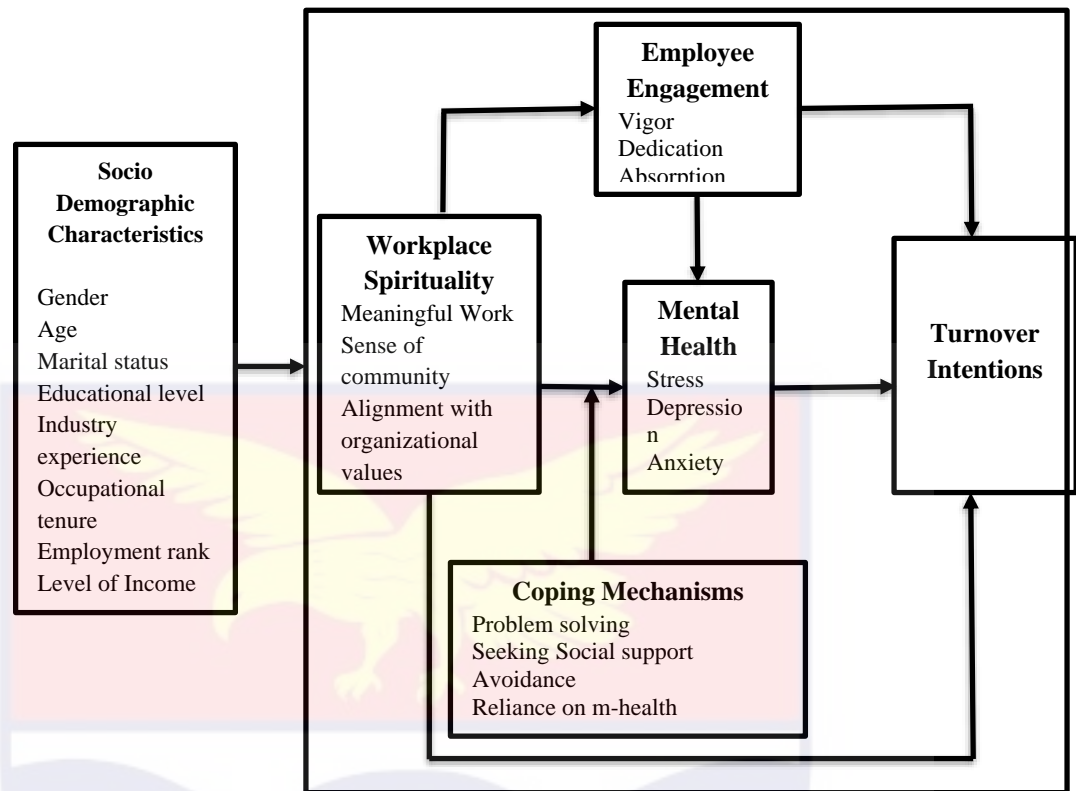 Socio
Demographic
Characteristics
Gender
Age
Marital status
Educational level
Industry
experience
Occupational
tenure
Employment rank
Level of Income
Workplace
Spirituality
Meaningful Work
Sense of
community
Alignment with
organizational
values
Employee
Engagement
Vigor
Dedication
Absorption
Mental
Health
Stress
Depressio
n
Anxiety
Coping Mechanisms
Problem solving
Seeking Social support
Avoidance
Reliance on m-health
Turnover
Intentions